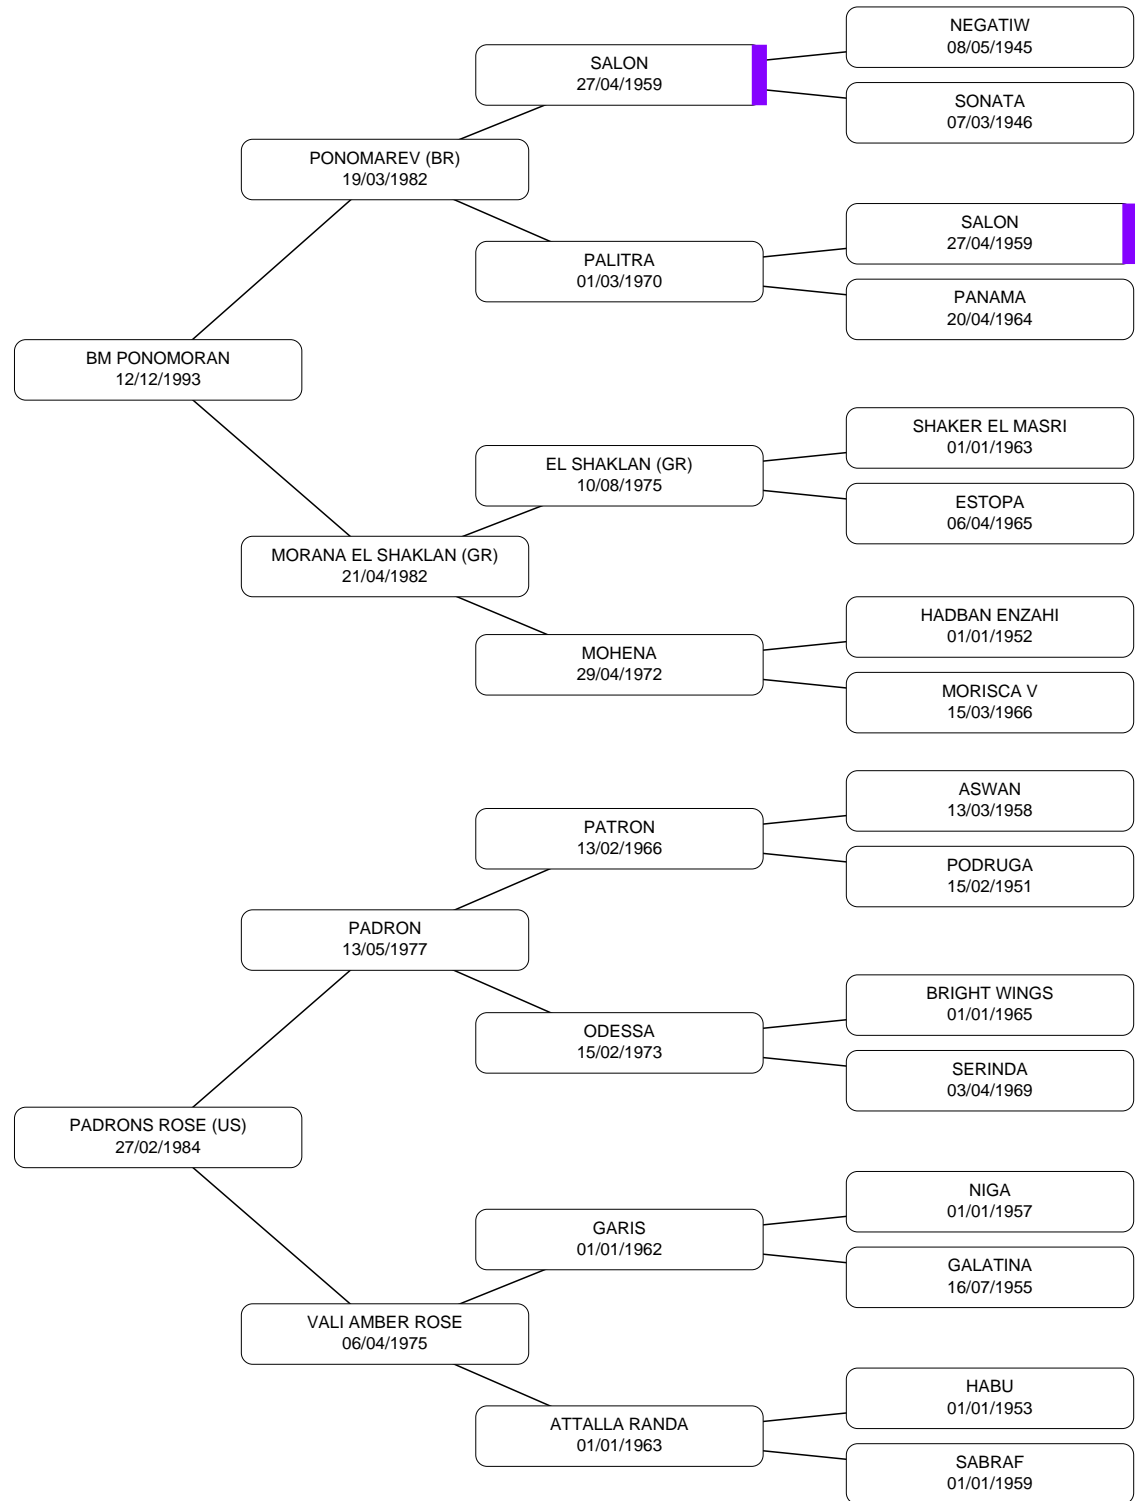 NEGATIW
08/05/1945
SALON
27/04/1959
SONATA
07/03/1946
PONOMAREV (BR)
19/03/1982
SALON
27/04/1959
PALITRA
01/03/1970
PANAMA
20/04/1964
BM PONOMORAN
12/12/1993
SHAKER EL MASRI
01/01/1963
EL SHAKLAN (GR)
10/08/1975
ESTOPA
06/04/1965
MORANA EL SHAKLAN (GR)
21/04/1982
HADBAN ENZAHI
01/01/1952
MOHENA
29/04/1972
MORISCA V
15/03/1966
ASWAN
13/03/1958
PATRON
13/02/1966
PODRUGA
15/02/1951
PADRON
13/05/1977
BRIGHT WINGS
01/01/1965
ODESSA
15/02/1973
SERINDA
03/04/1969
PADRONS ROSE (US)
27/02/1984
NIGA
01/01/1957
GARIS
01/01/1962
GALATINA
16/07/1955
VALI AMBER ROSE
06/04/1975
HABU
01/01/1953
ATTALLA RANDA
01/01/1963
SABRAF
01/01/1959